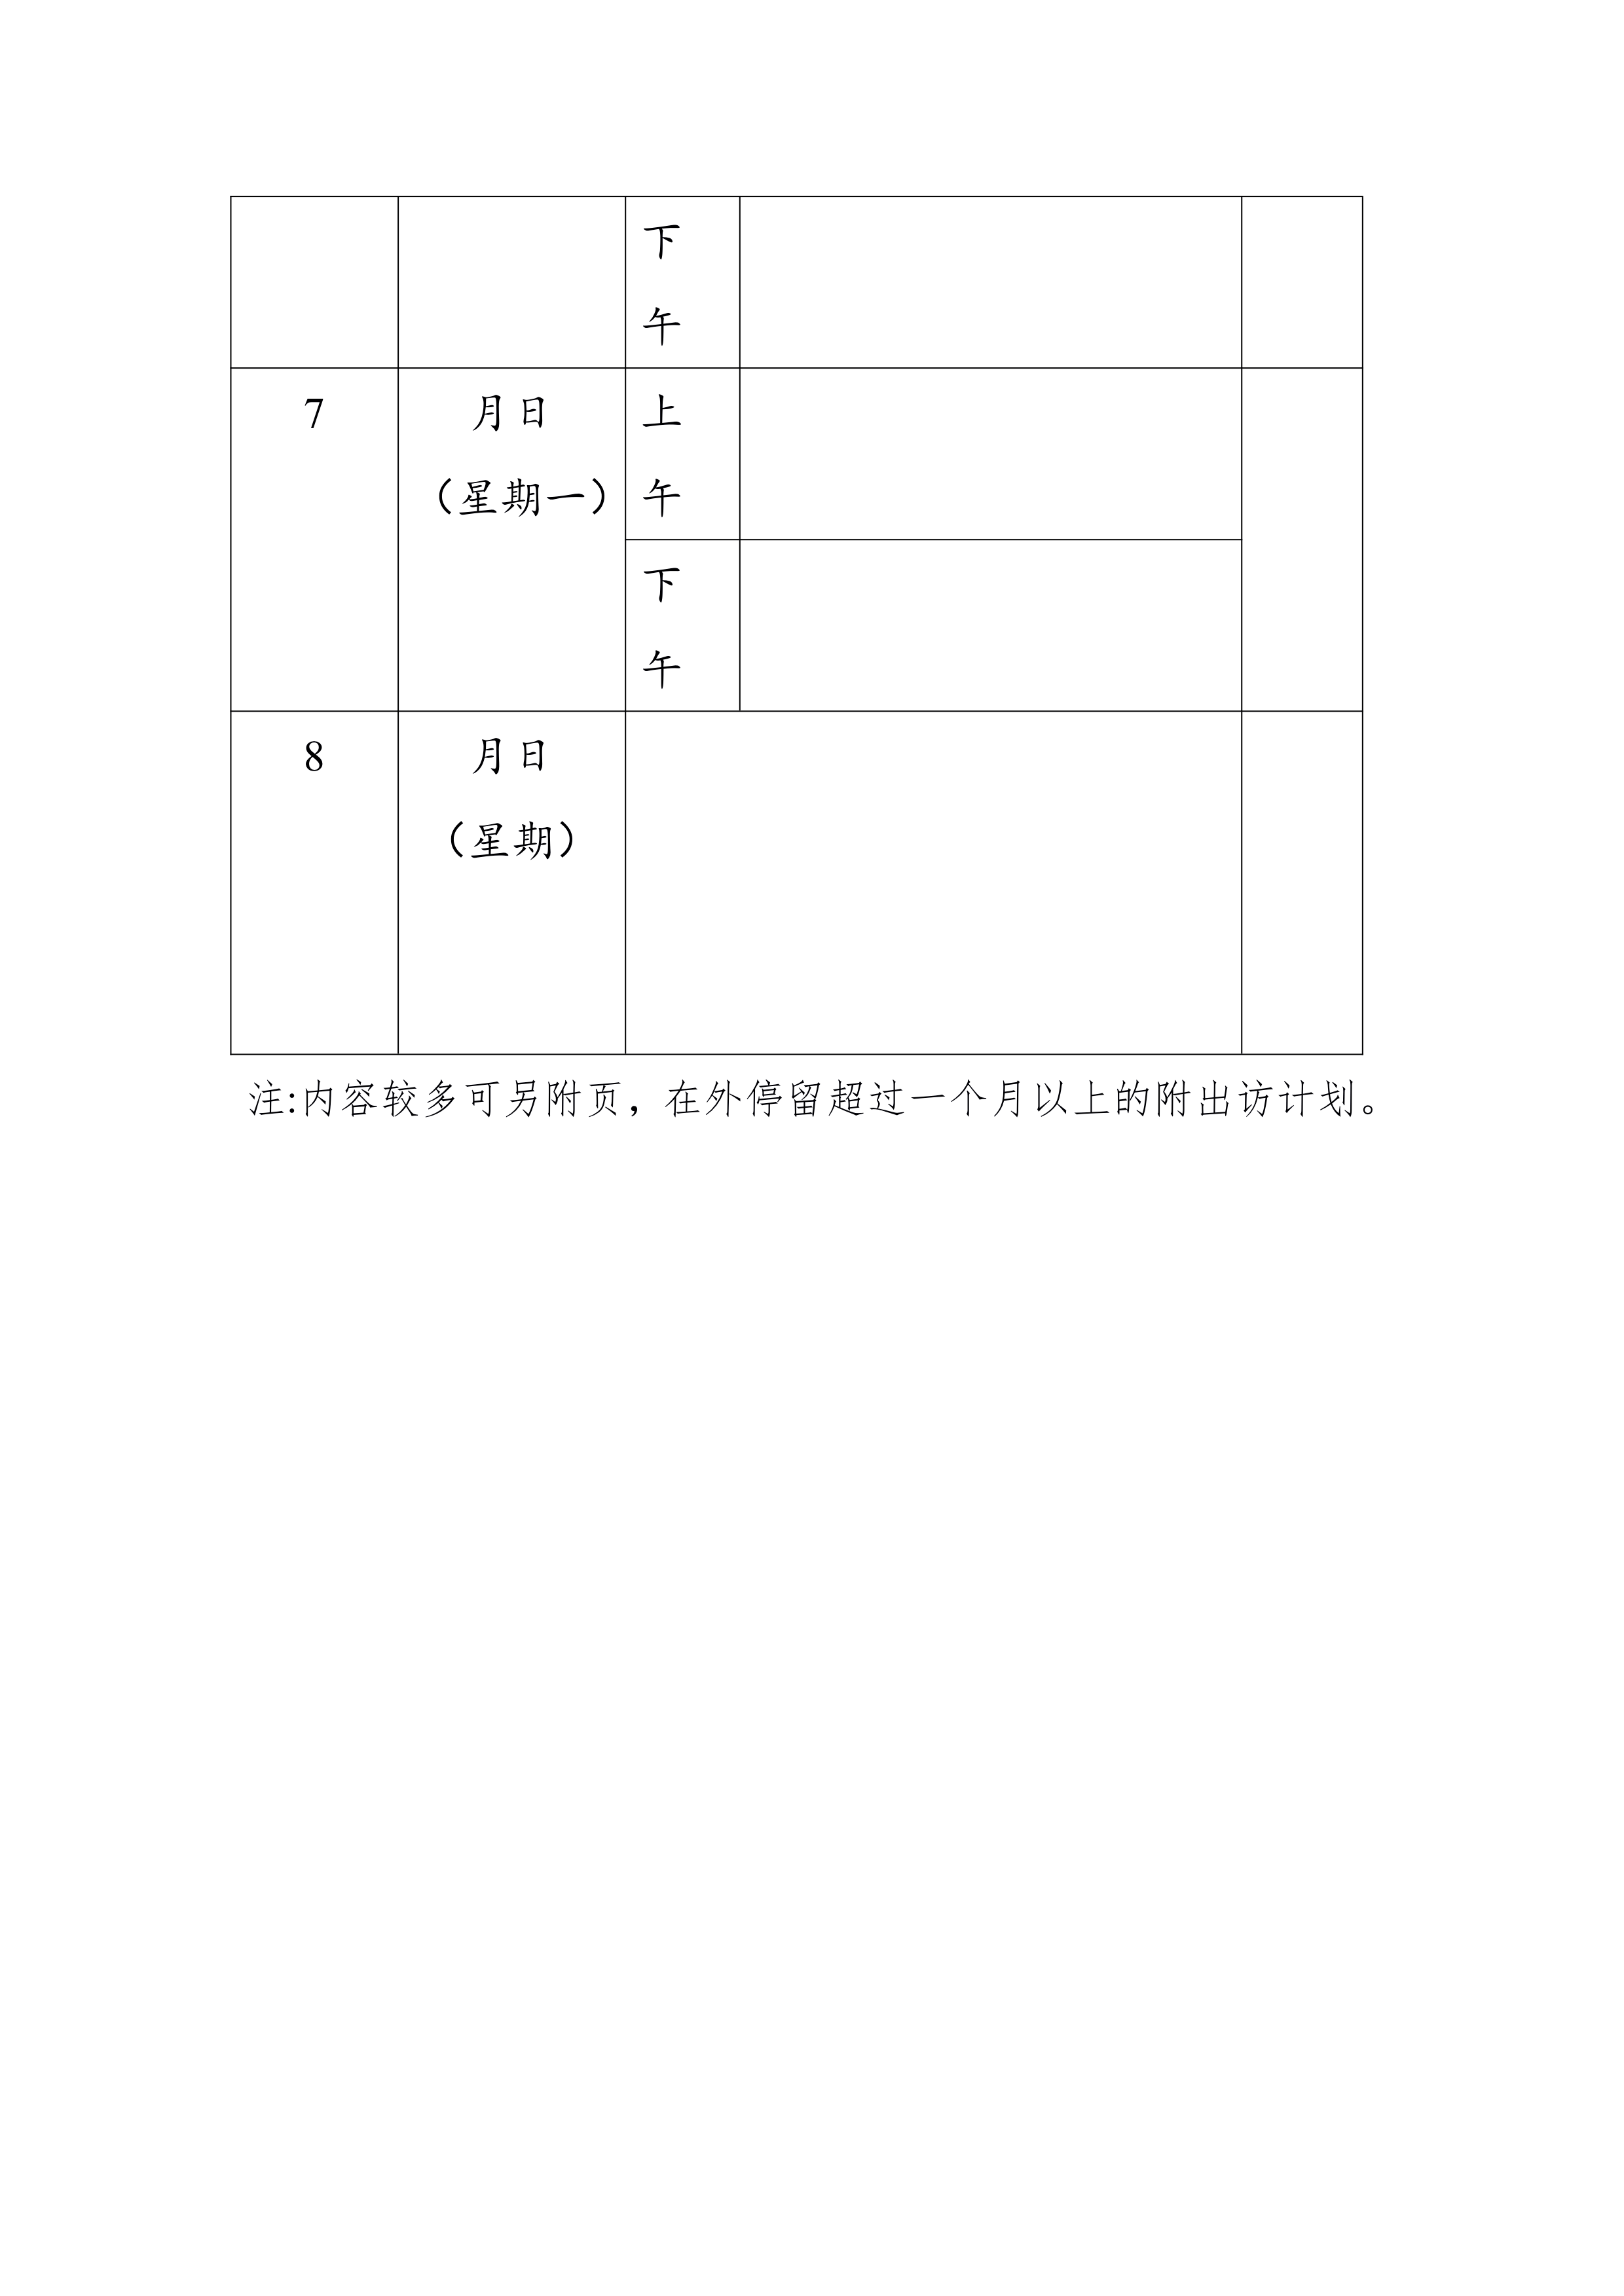 下
午
7 月日 上
（星期一） 午
下
午
8 月日
（星期）
注:内容较多可另附页，在外停留超过一个月以上的附出访计划。